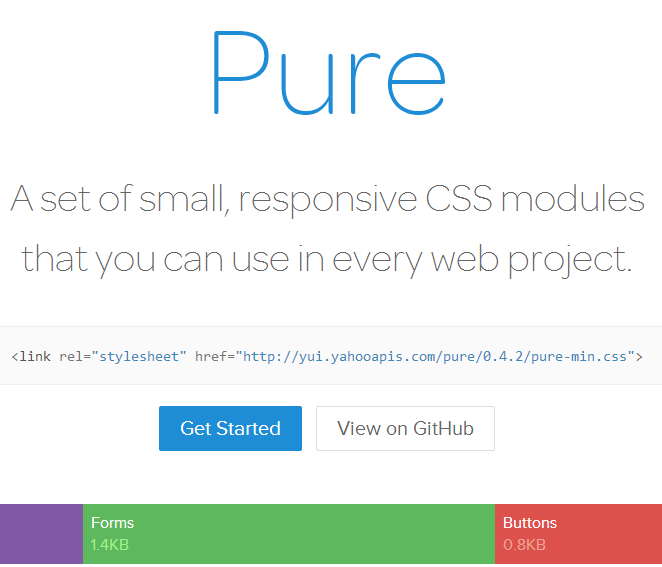 Pure
A set of small, responsive CSS modules
that you can use in every web project.
<link rel="stylesheet" href="http://yui.yahooapis.com/pure/0.4.2/pure-min.css">
Get Started View on GitHub
Forms Buttons
1.4KB 0.8KB